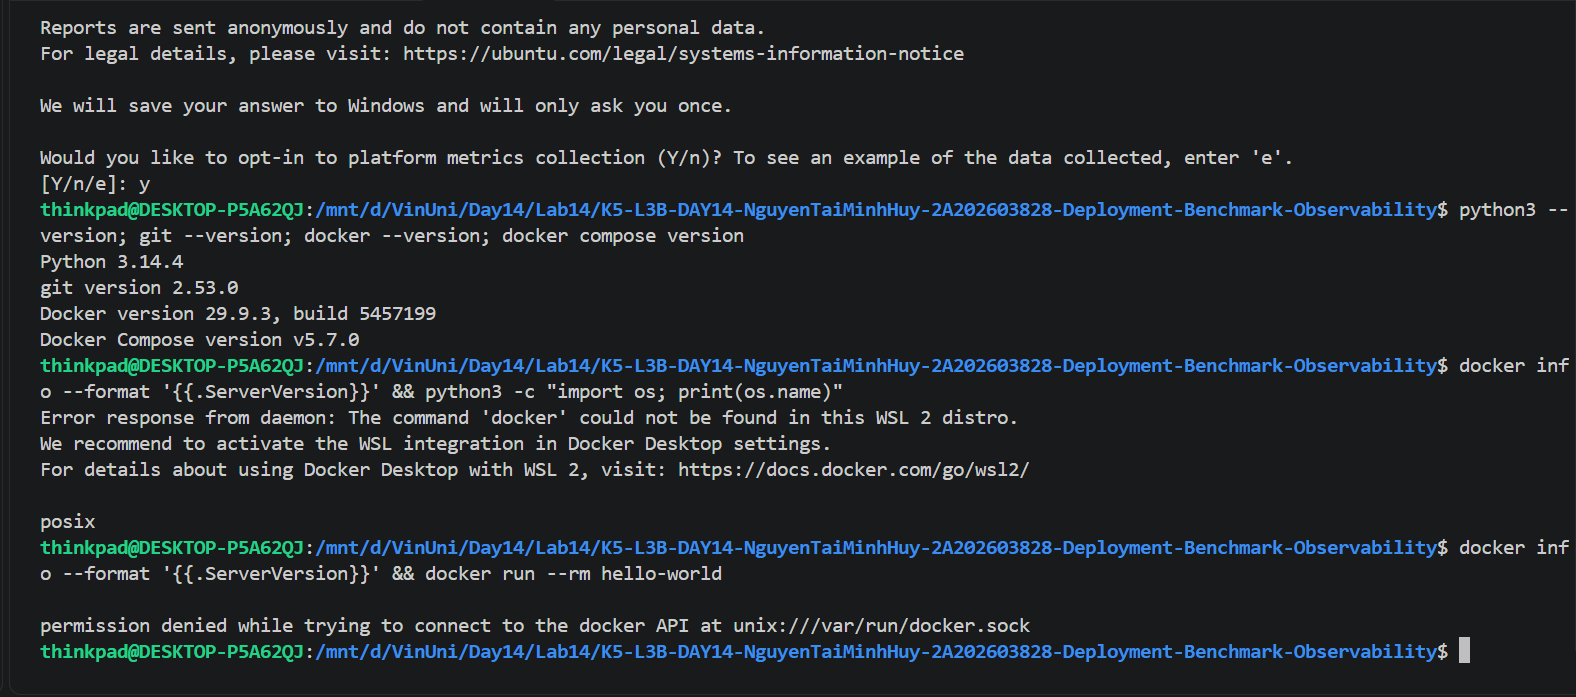 Reports are sent anonymously and do not contain any personal data.
For legal details, please visit: https://ubuntu.com/legal/systems-information-notice
We will save your answer to Windows and will only ask you once.
Would you like to opt-in to platform metrics collection (Y/n)? To see an example of the data collected, enter 'e'.
[Y/n/e]: y
thinkpad@DESKTOP-P5A62QJ:/mnt/d/VinUni/Day14/Lab14/K5-L3B-DAY14-NguyenTaiMinhHuy-2A202603828-Deployment-Benchmark-Observability$ python3 --
version; git --version; docker --version; docker compose version
Python 3.14.4
git version 2.53.0
Docker version 29.9.3, build 5457199
Docker Compose version v5.7.0
thinkpad@DESKTOP-P5A62QJ:/mnt/d/VinUni/Day14/Lab14/K5-L3B-DAY14-NguyenTaiMinhHuy-2A202603828-Deployment-Benchmark-Observability$ docker inf
o --format '{{.ServerVersion}}' && python3 -c "import os; print(os.name)"
Error response from daemon: The command 'docker' could not be found in this WSL 2 distro.
We recommend to activate the WSL integration in Docker Desktop settings.
For details about using Docker Desktop with WSL 2, visit: https://docs.docker.com/go/wsl2/
posix
thinkpad@DESKTOP-P5A62QJ:/mnt/d/VinUni/Day14/Lab14/K5-L3B-DAY14-NguyenTaiMinhHuy-2A202603828-Deployment-Benchmark-Observability$ docker inf
o --format '{{.ServerVersion}}' && docker run --rm hello-world
permission denied while trying to connect to the docker API at unix:///var/run/docker.sock
thinkpad@DESKTOP-P5A62QJ:/mnt/d/VinUni/Day14/Lab14/K5-L3B-DAY14-NguyenTaiMinhHuy-2A202603828-Deployment-Benchmark-Observability$